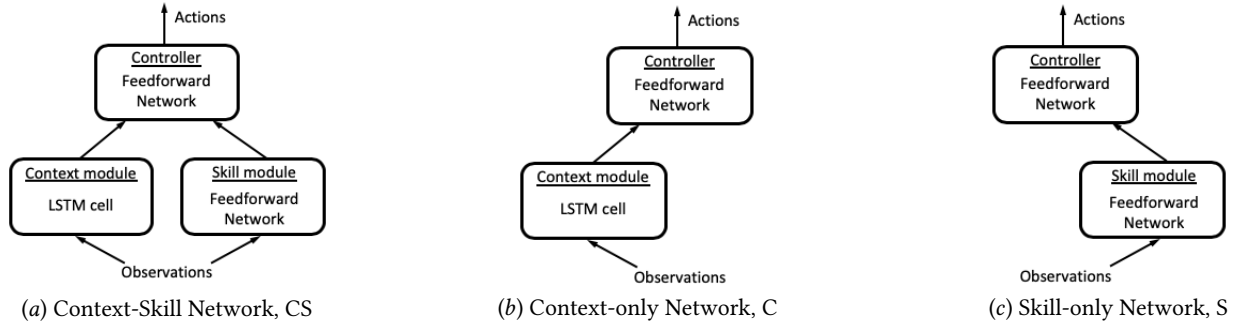 Actions
Controller
Feedforward
Network
Context module
LSTM cell
Skill module
Feedforward
Network
Observations
(a) Context-Skill Network, CS
Actions
Controller
Feedforward
Network
Context module
LSTM cell
Observations
(b) Context-only Network, C
Actions
Controller
Feedforward
Network
Skill module
Feedforward
Network
Observations
(c) Skill-only Network, S